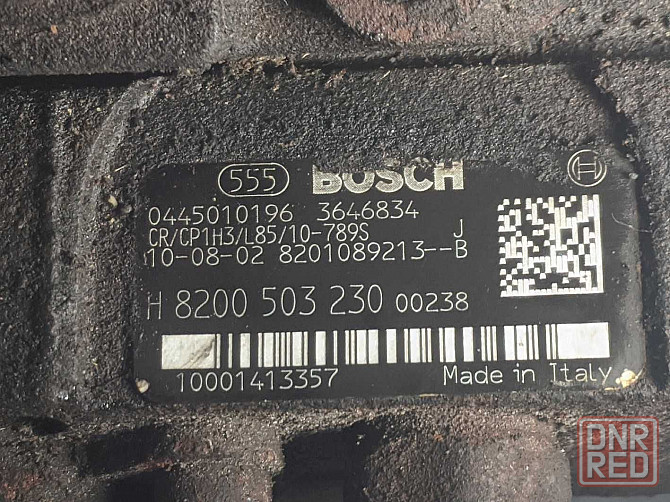 555 BOSCH
0445010196 3646834
CR/CP1H3/L85/10-789S J
10-08-02 8201089213--B
H 8200 503 230 00238
10001413357 Made in Italy
DNR
RED